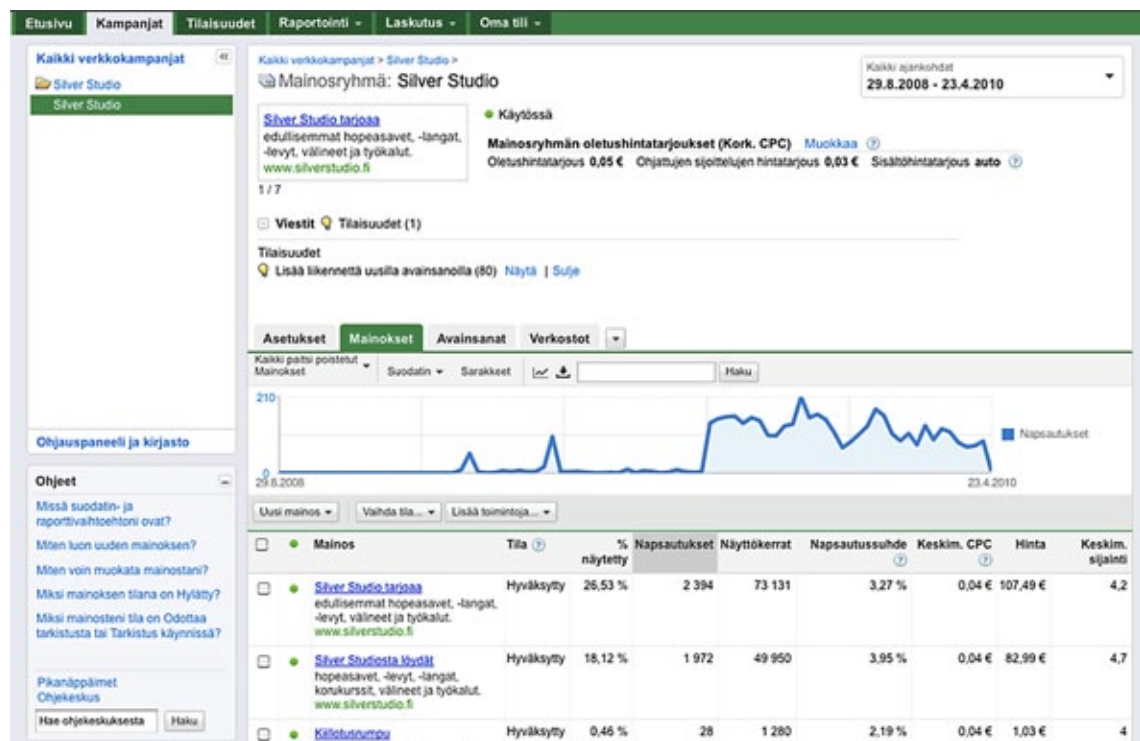 Etusivu Kampanjat Tilaisuudet Raportointi Laskutus Oma tili
Kaikki verkkokampanjat
Silver Studio
Silver Studio
Ohjauspaneeli ja kirjasto
Ohjeet
Missä suodatin- ja
raporttivaihtoehtoni ovat?
Miten luon uuden mainoksen?
Miten voin muokata mainostani?
Miksi mainoksen tilana on Hylätty?
Miksi mainosteni tila on Odottaa
tarkistusta tai Tarkistus käynnissä?
Pikanäppäimet
Ohjekeskus
Hae ohjekeskuksesta Haku
Kaikki verkkokampanjat > Silver Studio >
Mainosryhmä: Silver Studio
Kaikki ajankohdat
29.8.2008 - 23.4.2010
Silver Studio tarjoaa
edullisemmat hopeasavet, -langat,
-levyt, välineet ja työkalut.
www.silverstudio.fi
1 / 7
Käytössä
Mainosryhmän oletushintatarjoukset (Kork. CPC) Muokkaa ?
Oletushintatarjous 0,05 € Ohjattujen sijoittelujen hintatarjous 0,03 € Sisältöhintatarjous auto ?
Viestit Tilaisuudet (1)
Tilaisuudet
Lisää liikennettä uusilla avainsanoilla (80) Näytä | Sulje
Asetukset Mainokset Avainsanat Verkostot
Kaikki paitsi poistetut
Mainokset Suodatin Sarakkeet Haku
210
Napsautukset
0
29.8.2008 23.4.2010
Uusi mainos Vaihda tila... Lisää toimintoja...
Mainos Tila ? % näytetty Napsautukset Näyttökerrat Napsautussuhde ? Keskim. CPC ? Hinta Keskim. sijainti
Silver Studio tarjoaa Hyväksytty 26,53 % 2 394 73 131 3,27 % 0,04 € 107,49 € 4,2
edullisemmat hopeasavet, -langat,
-levyt, välineet ja työkalut.
www.silverstudio.fi
Silver Studiosta löydät Hyväksytty 18,12 % 1 972 49 950 3,95 % 0,04 € 82,99 € 4,7
hopeasavet, -levyt, -langat,
korukurssit, välineet ja työkalut.
www.silverstudio.fi
Kiillotusrumpu Hyväksytty 0,46 % 28 1 280 2,19 % 0,04 € 1,03 € 4